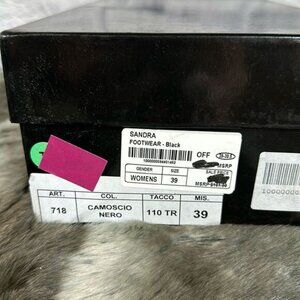 SANDRA
FOOTWEAR - Black
OFF
MSRP
GENDER SIZE
WOMENS 39
MSRP
ART. COL. TACCO MIS.
718 CAMOSCIO NERO 110 TR 39